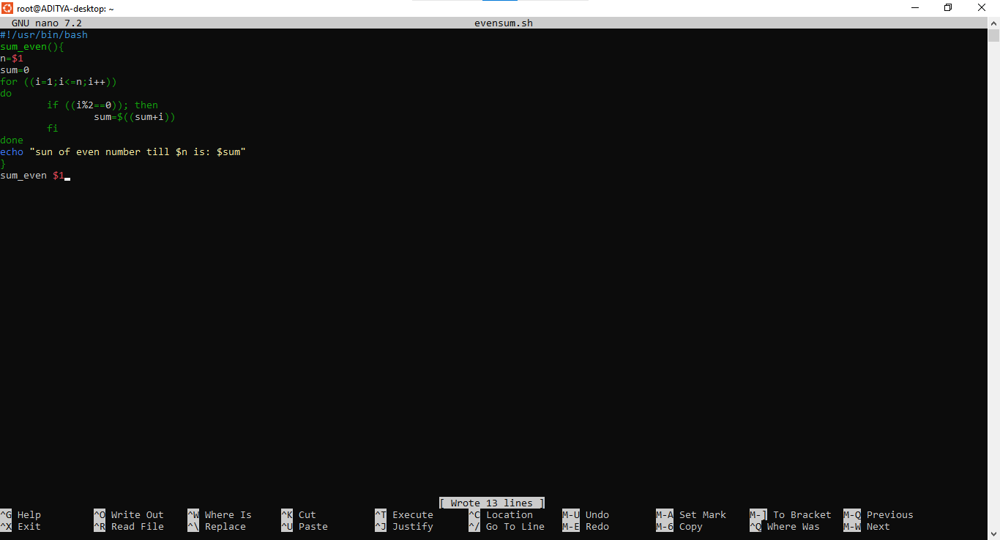 root@ADITYA-desktop: ~
GNU nano 7.2 evensum.sh
#!/usr/bin/bash
sum_even(){
n=$1
sum=0
for ((i=1;i<=n;i++))
do
        if ((i%2==0)); then
                sum=$((sum+i))
        fi
done
echo "sun of even number till $n is: $sum"
}
sum_even $1
[ Wrote 13 lines ]
^G Help ^O Write Out ^W Where Is ^K Cut ^T Execute ^C Location M-U Undo M-A Set Mark M-] To Bracket M-Q Previous
^X Exit ^R Read File ^\ Replace ^U Paste ^J Justify ^/ Go To Line M-E Redo M-6 Copy ^Q Where Was M-W Next